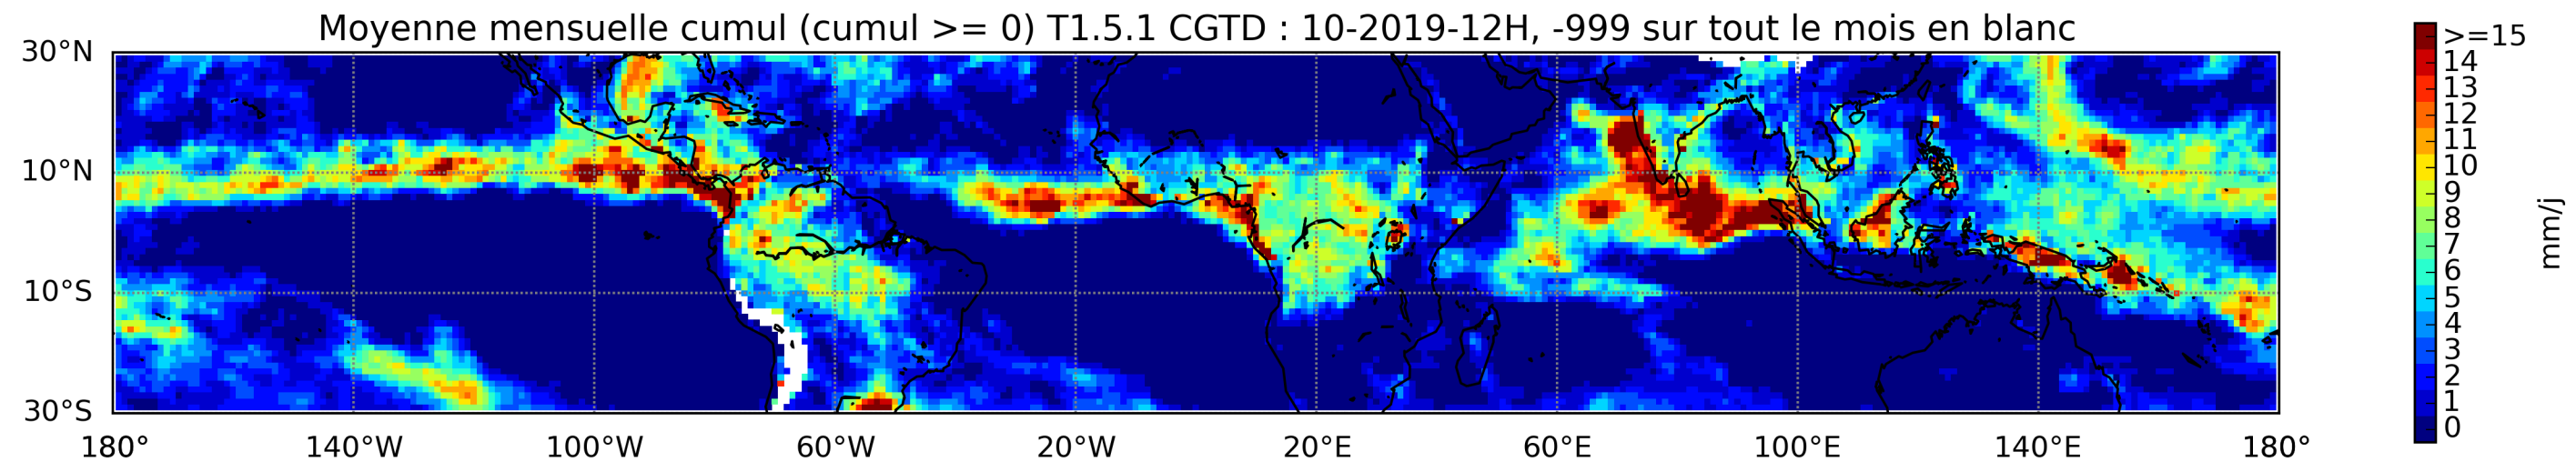 Moyenne mensuelle cumul (cumul >= 0) T1.5.1 CGTD : 10-2019-12H, -999 sur tout le mois en blanc
30°N
10°N
10°S
30°S
180° 140°W 100°W 60°W 20°W 20°E 60°E 100°E 140°E 180°
>=15
14
13
12
11
10
9
8
7
6
5
4
3
2
1
0
mm/j